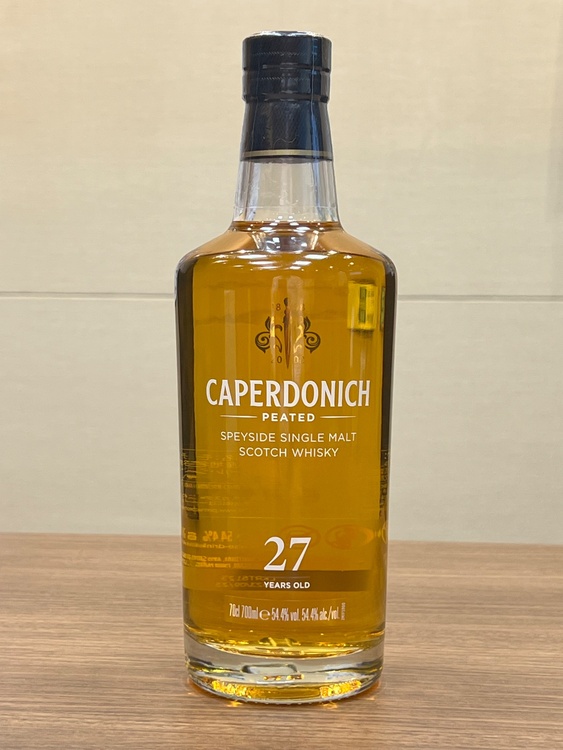 CAPERDONICH
PEATED
SPEYSIDE SINGLE MALT
SCOTCH WHISKY
27
YEARS OLD
70cl 700ml ℮ 54.4% vol. 54.4% alc./vol.